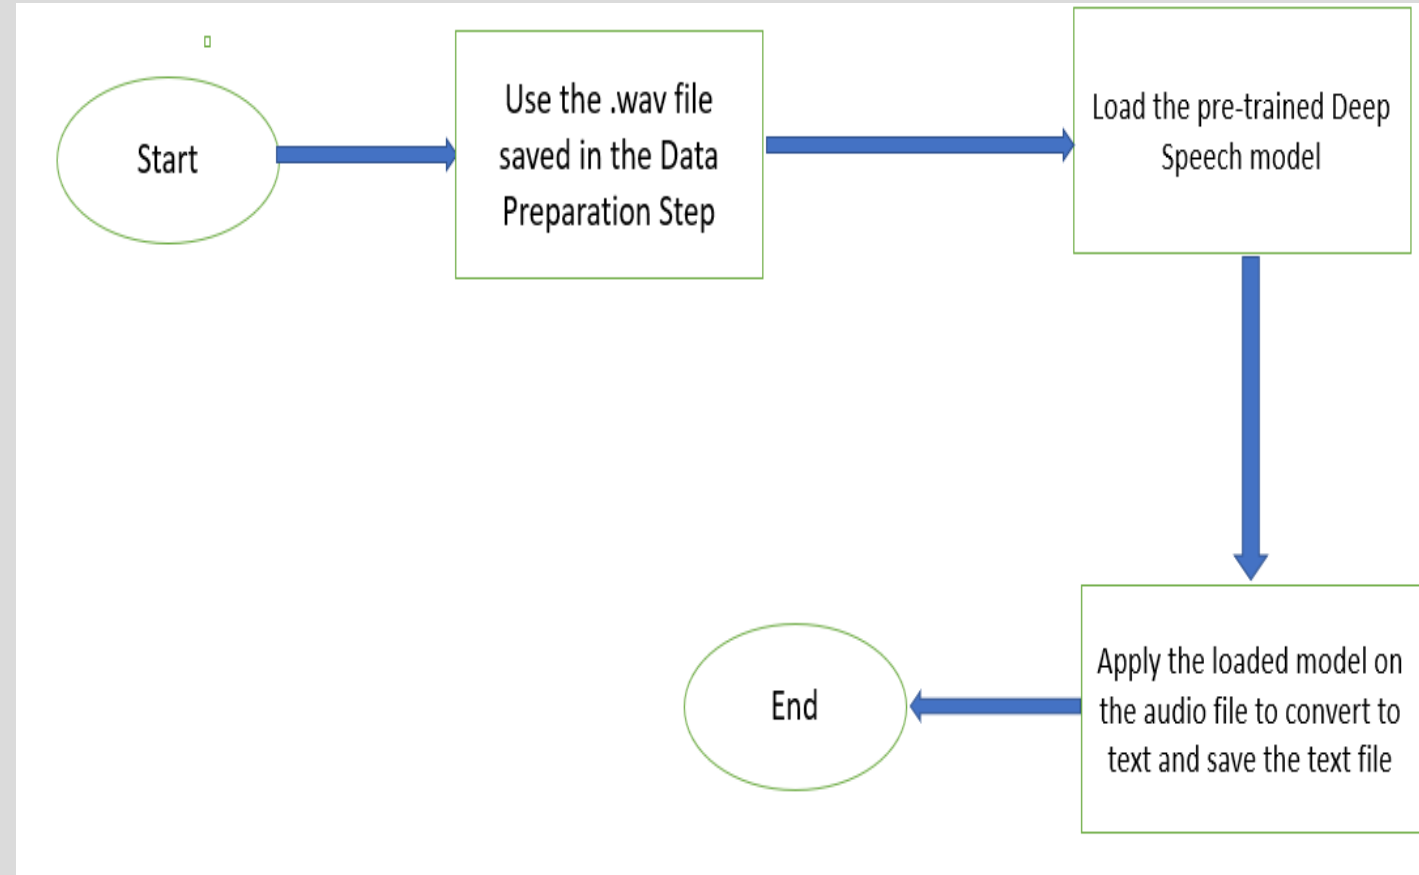 Start
Use the .wav file
saved in the Data
Preparation Step
Load the pre-trained Deep
Speech model
Apply the loaded model on
the audio file to convert to
text and save the text file
End